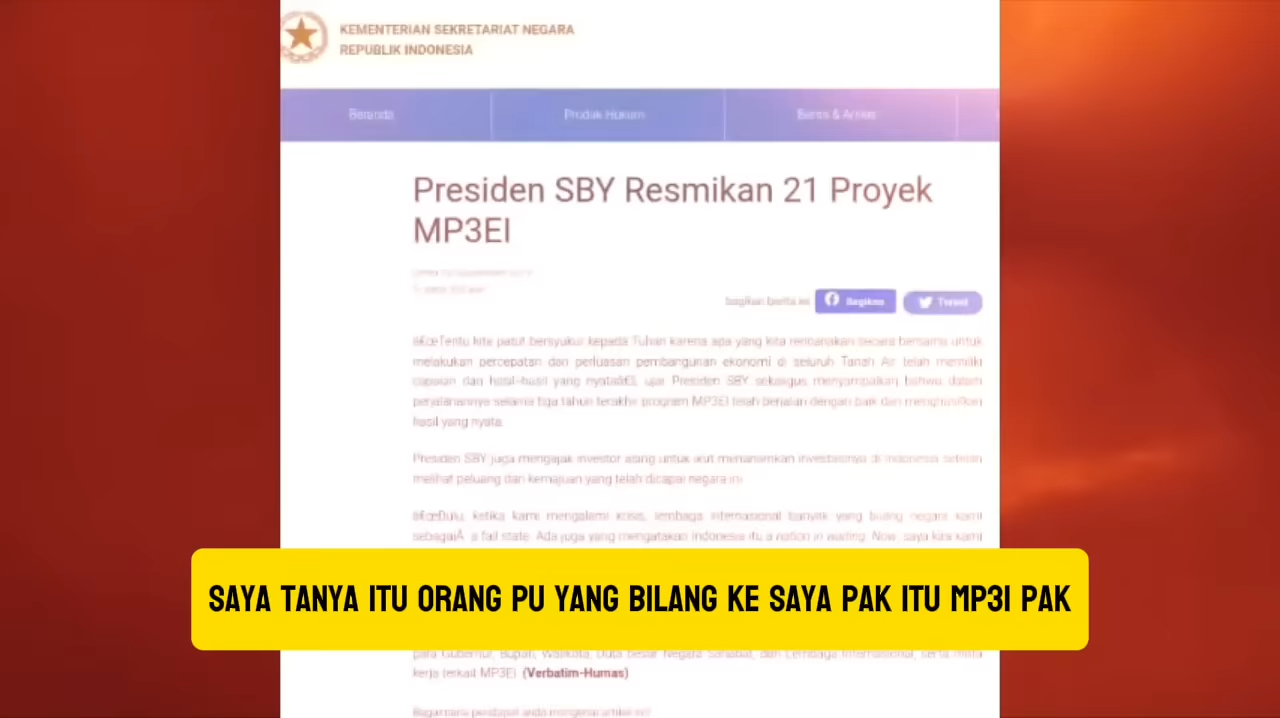 KEMENTERIAN SEKRETARIAT NEGARA
REPUBLIK INDONESIA
Beranda
Produk Hukum
Berita & Artikel
Presiden SBY Resmikan 21 Proyek
MP3EI
bagikan berita ini
Bagikan
Tweet
“Tentu kita patut bersyukur kepada Tuhan karena apa yang kita rencanakan secara bersama untuk
melakukan percepatan dan perluasan pembangunan ekonomi di seluruh Tanah Air telah memiliki
capaian dan hasil-hasil yang nyataâ€, ujar Presiden SBY sekaligus menyampaikan bahwa dalam
perjalanannya selama tiga tahun terakhir program MP3EI telah berjalan dengan baik dan menghasilkan
hasil yang nyata.
Presiden SBY juga mengajak investor asing untuk ikut menanamkan investasinya di Indonesia setelah
melihat peluang dan kemajuan yang telah dicapai negara ini.
“Dulu, ketika kami mengalami krisis, lembaga internasional banyak yang bilang negara kami
sebagaiÂ a fail state. Ada juga yang mengatakan Indonesia itu a nation in waiting. Now, saya kira kami
SAYA TANYA ITU ORANG PU YANG BILANG KE SAYA PAK ITU MP3I PAK
para Gubernur, Bupati, Walikota, Duta Besar Negara Sahabat, dan Lembaga Internasional, serta mitra
kerja terkait MP3EI. (Verbatim-Humas)
Bagaimana pendapat anda mengenai artikel ini?